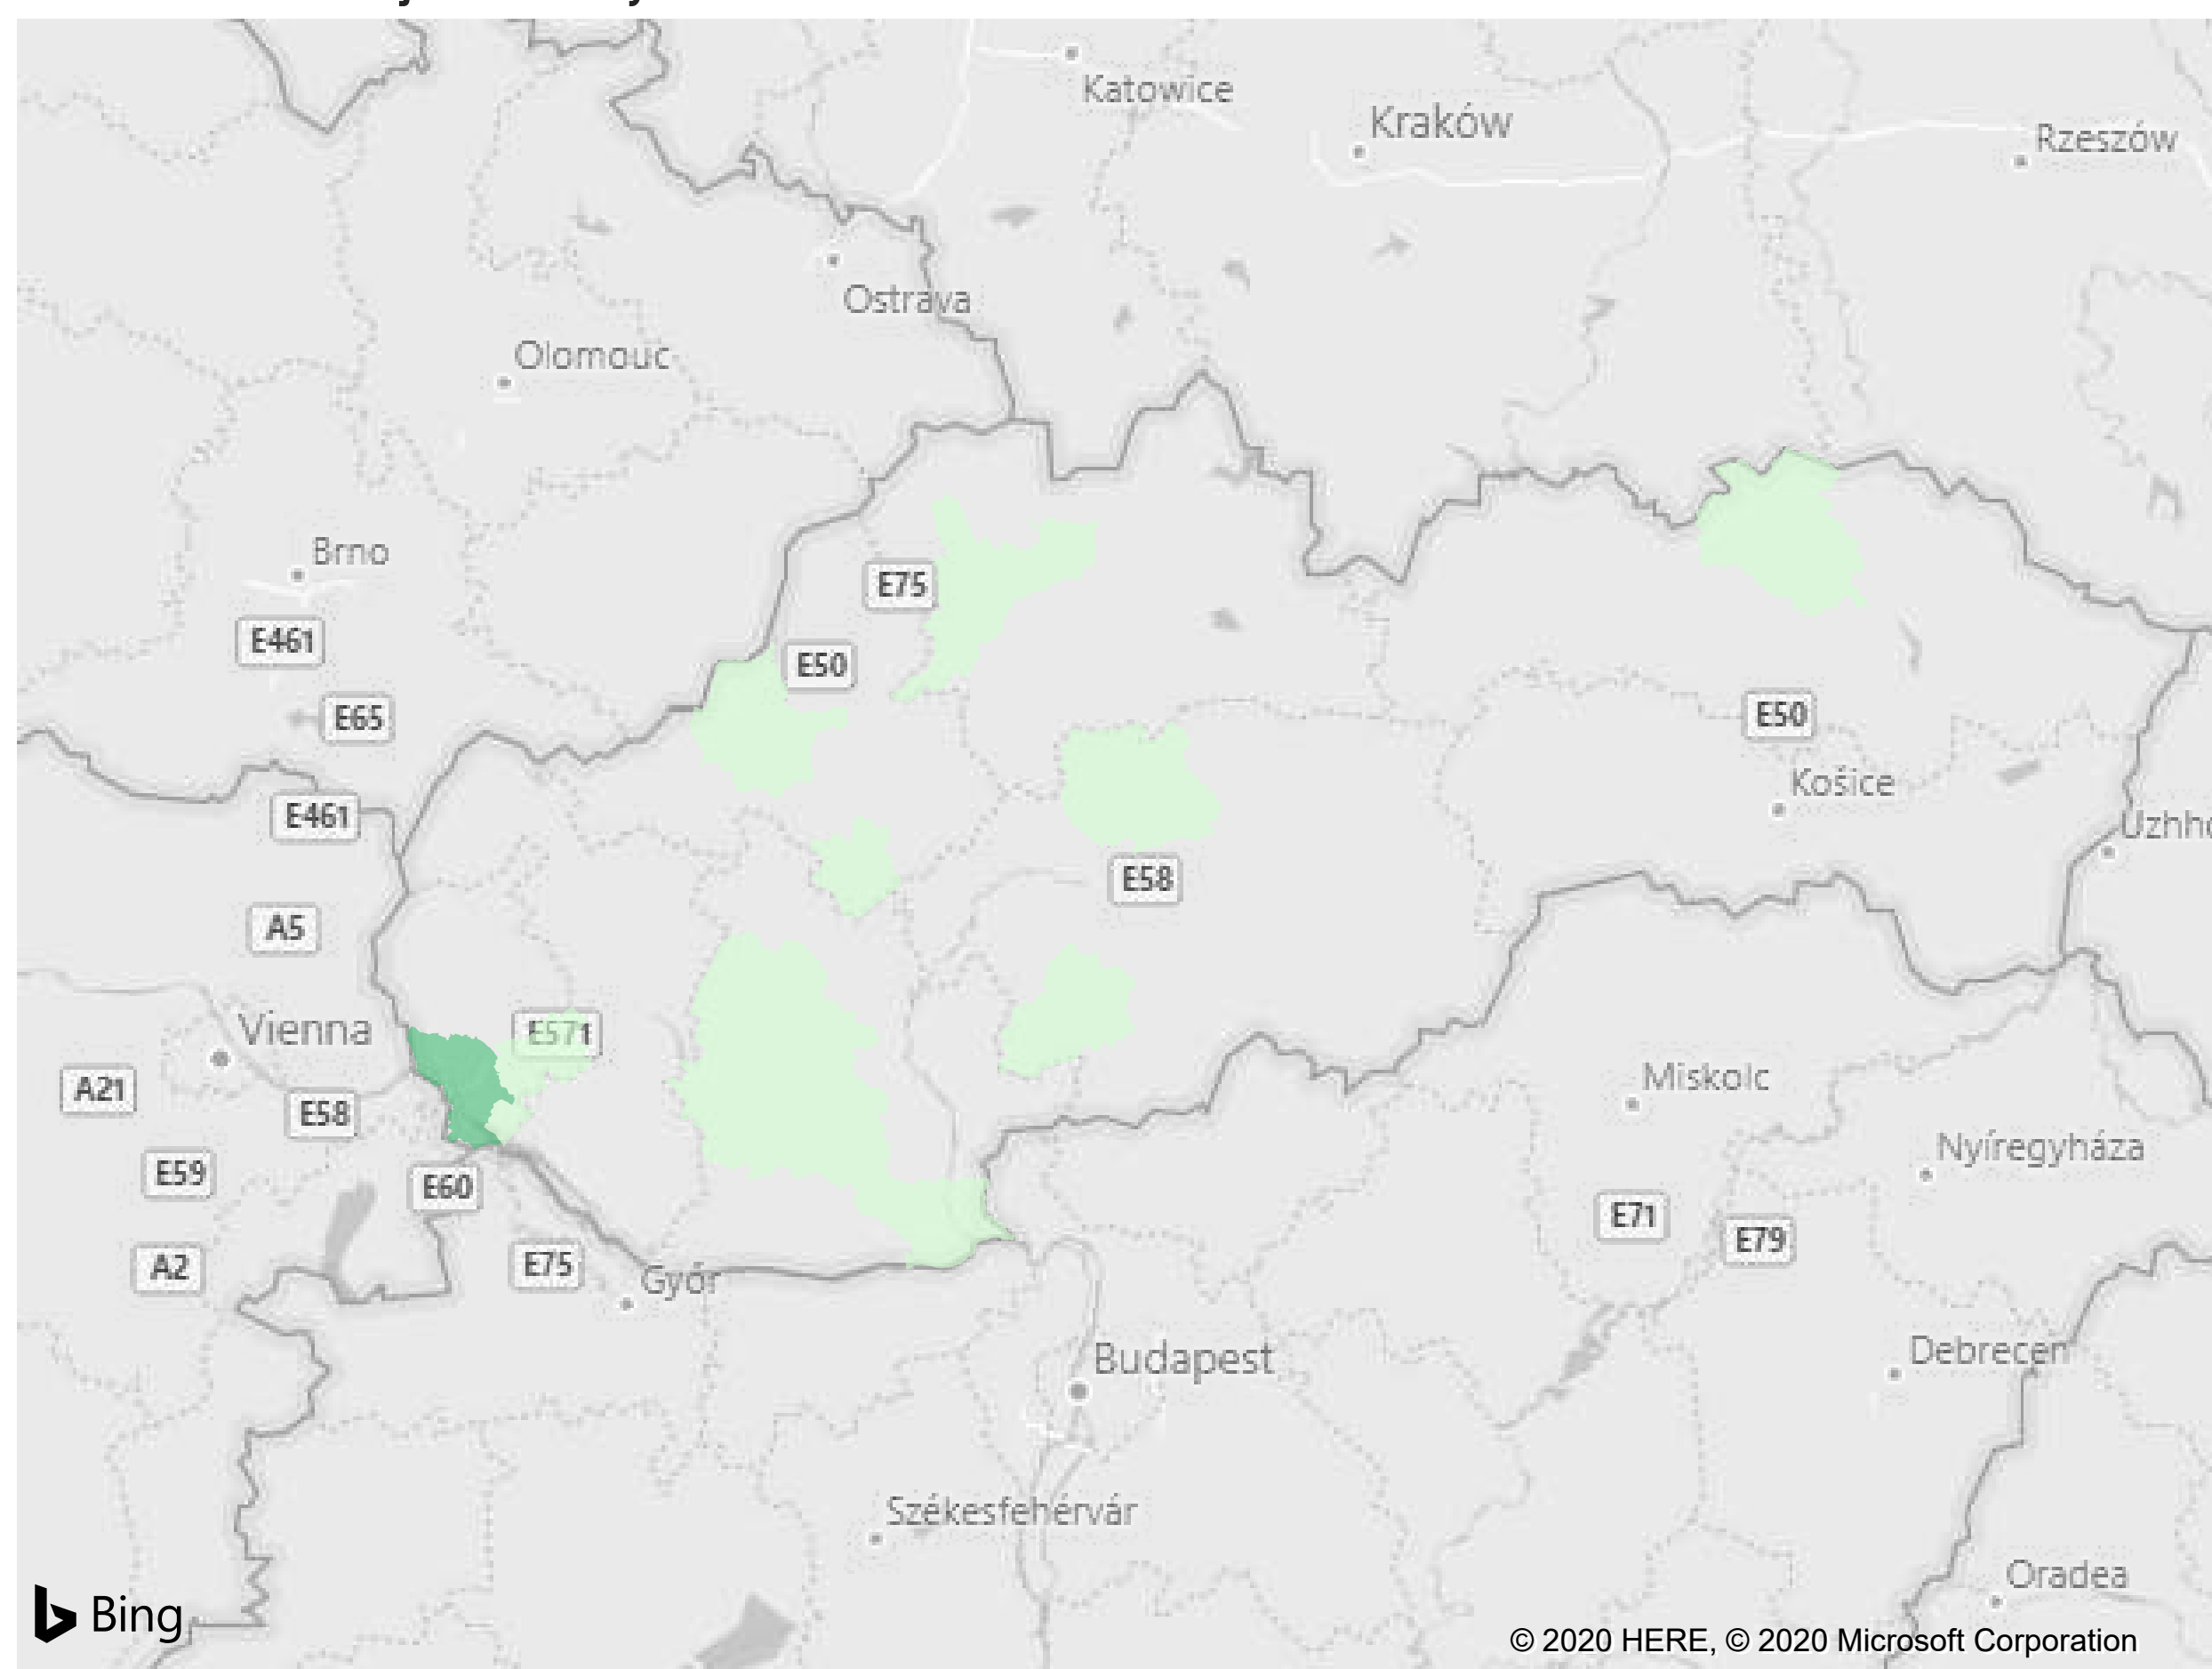 Katowice
Kraków
Rzeszów
Ostrava
Olomouc
Brno
E75
E461
E50
E65
E50
Košice
E461
E58
A5
Vienna
E571
A21
E58
Miskolc
Nyíregyháza
E59
E60
E71
E79
A2
E75
Győr
Budapest
Debrecen
Székesfehérvár
Oradea
Bing
© 2020 HERE, © 2020 Microsoft Corporation